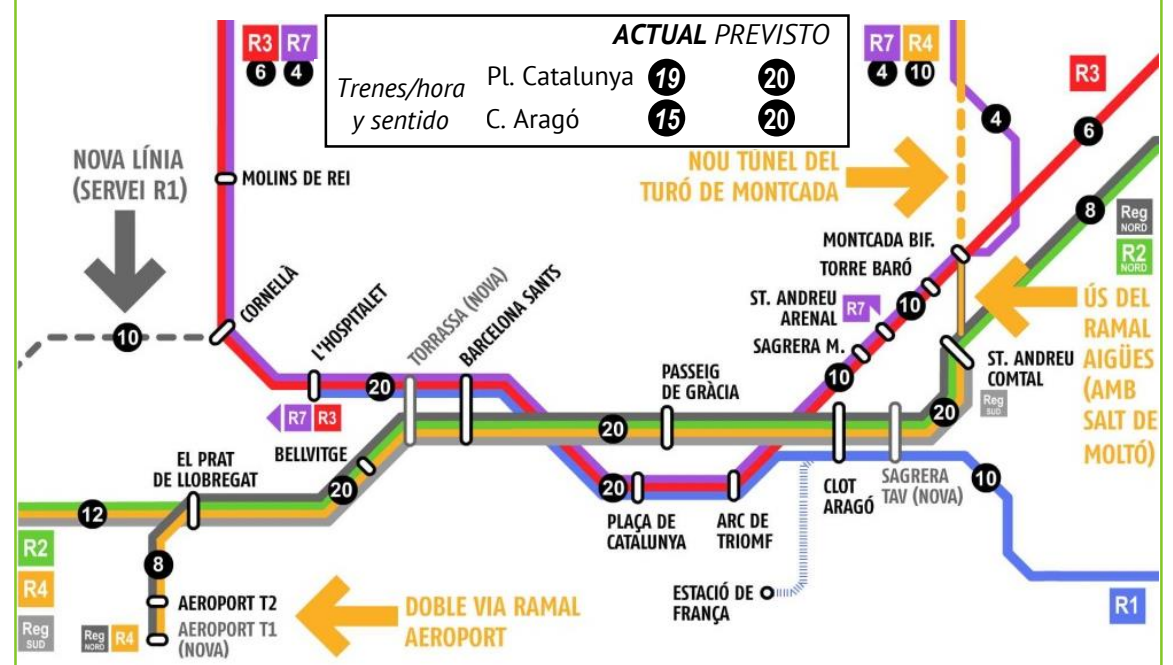 R3 R7
6 4
ACTUAL PREVISTO
Trenes/hora
y sentido
Pl. Catalunya 19 20
C. Aragó 15 20
R7 R4
4 10
R3
4
6
NOVA LÍNIA
(SERVEI R1)
MOLINS DE REI
NOU TÚNEL DEL
TURÓ DE MONTCADA
8
Reg
NORD
R2
NORD
MONTCADA BIF.
TORRE BARÓ
CORNELLÀ
L'HOSPITALET
TORRASSA (NOVA)
BARCELONA SANTS
ST. ANDREU
ARENAL
R7
10
SAGRERA M.
10
10
ÚS DEL
RAMAL
AIGÜES
(AMB
SALT DE
MOLTÓ)
ST. ANDREU
COMTAL
Reg
SUD
PASSEIG
DE GRÀCIA
20
R7 R3
BELLVITGE
20
20
EL PRAT
DE LLOBREGAT
20
20
12
PLAÇA DE
CATALUNYA
ARC DE
TRIOMF
CLOT
ARAGÓ
SAGRERA
TAV (NOVA)
10
R2
R4
Reg
SUD
8
AEROPORT T2
AEROPORT T1
(NOVA)
Reg
NORD
R4
DOBLE VIA RAMAL
AEROPORT
ESTACIÓ DE
FRANÇA
R1